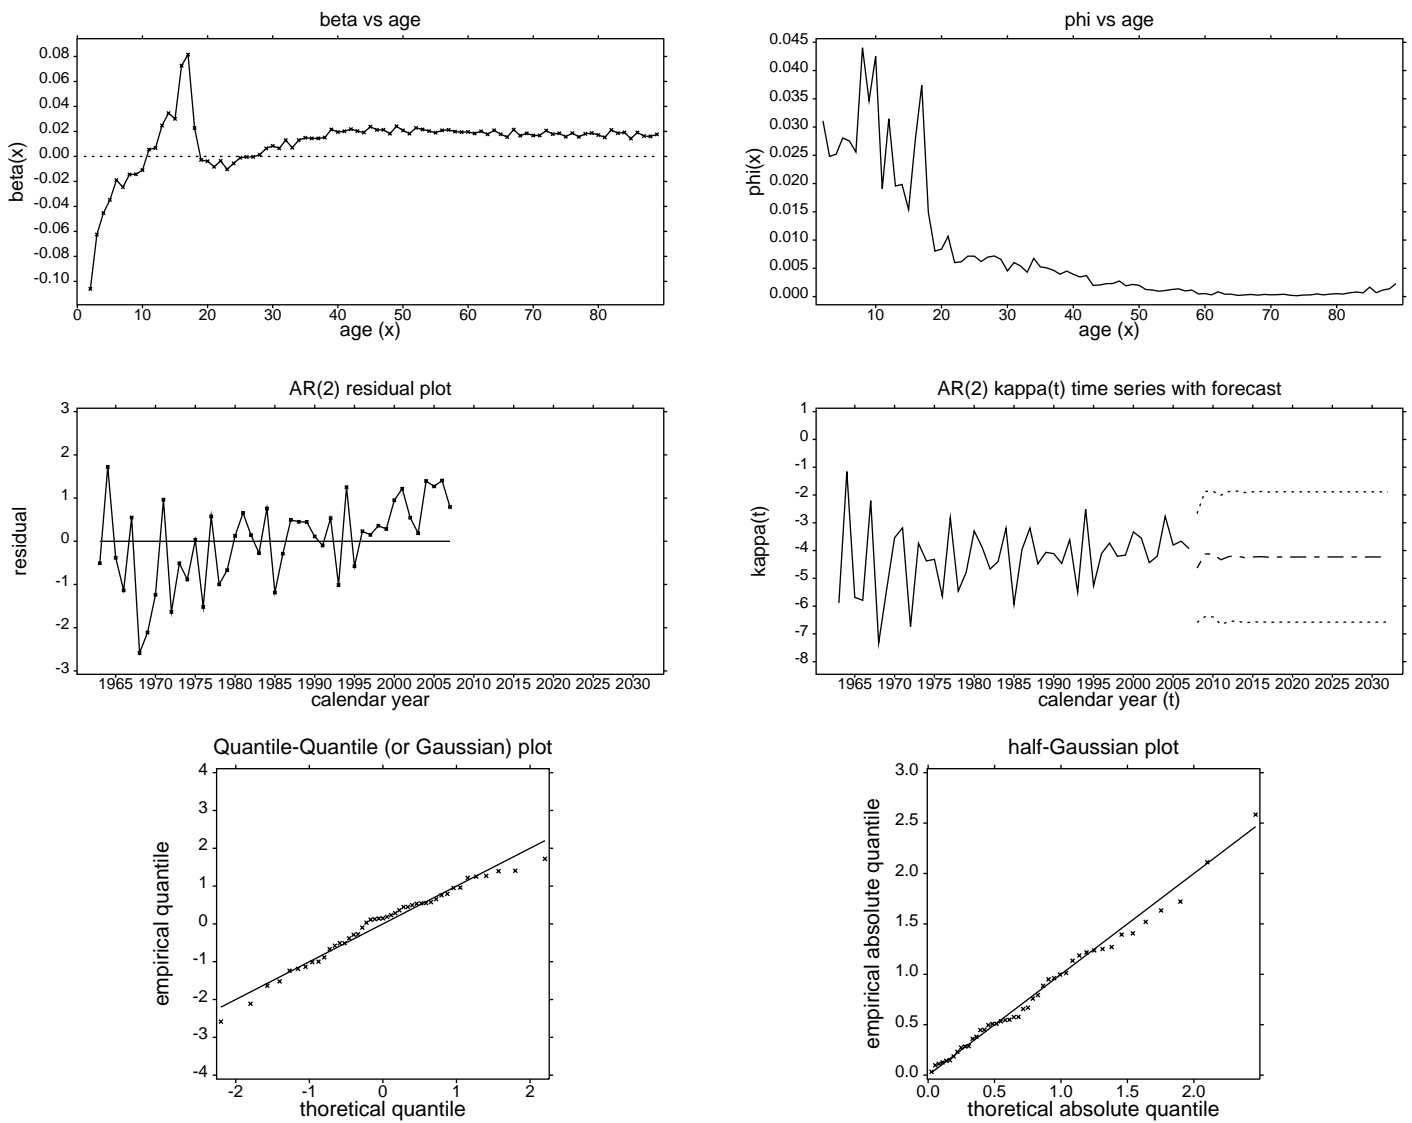 beta vs age
0.08
0.06
0.04
0.02
0.00
-0.02
-0.04
-0.06
-0.08
-0.10
beta(x)
0 10 20 30 40 50 60 70 80
age (x)
phi vs age
0.045
0.040
0.035
0.030
0.025
0.020
0.015
0.010
0.005
0.000
phi(x)
10 20 30 40 50 60 70 80
age (x)
AR(2) residual plot
3
2
1
0
-1
-2
-3
residual
1965 1970 1975 1980 1985 1990 1995 2000 2005 2010 2015 2020 2025 2030
calendar year
AR(2) kappa(t) time series with forecast
1
0
-1
-2
-3
-4
-5
-6
-7
-8
kappa(t)
1965 1970 1975 1980 1985 1990 1995 2000 2005 2010 2015 2020 2025 2030
calendar year (t)
Quantile-Quantile (or Gaussian) plot
4
3
2
1
0
-1
-2
-3
-4
empirical quantile
-2 -1 0 1 2
thoretical quantile
half-Gaussian plot
3.0
2.5
2.0
1.5
1.0
0.5
0.0
empirical absolute quantile
0.0 0.5 1.0 1.5 2.0
thoretical absolute quantile